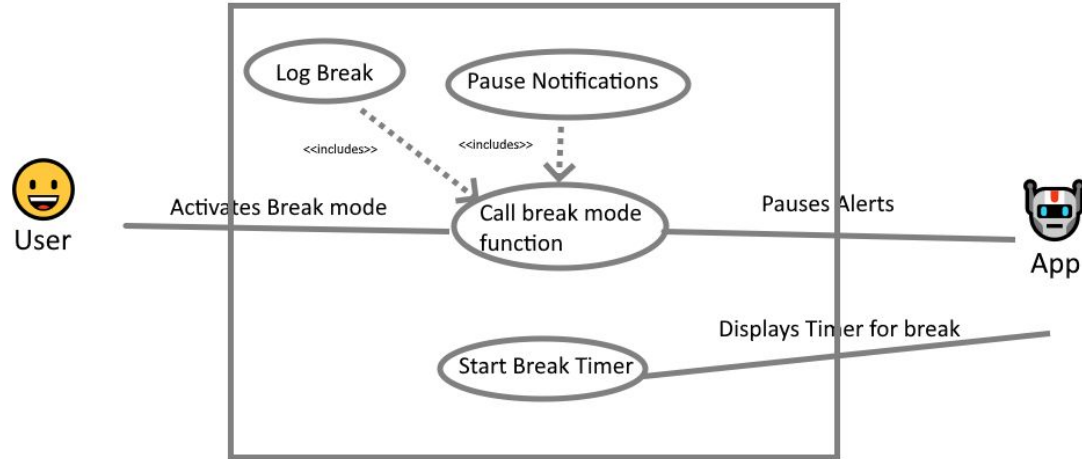 Log Break
Pause Notifications
<<includes>>
<<includes>>
User
Activates Break mode
Call break mode
function
Pauses Alerts
App
Displays Timer for break
Start Break Timer